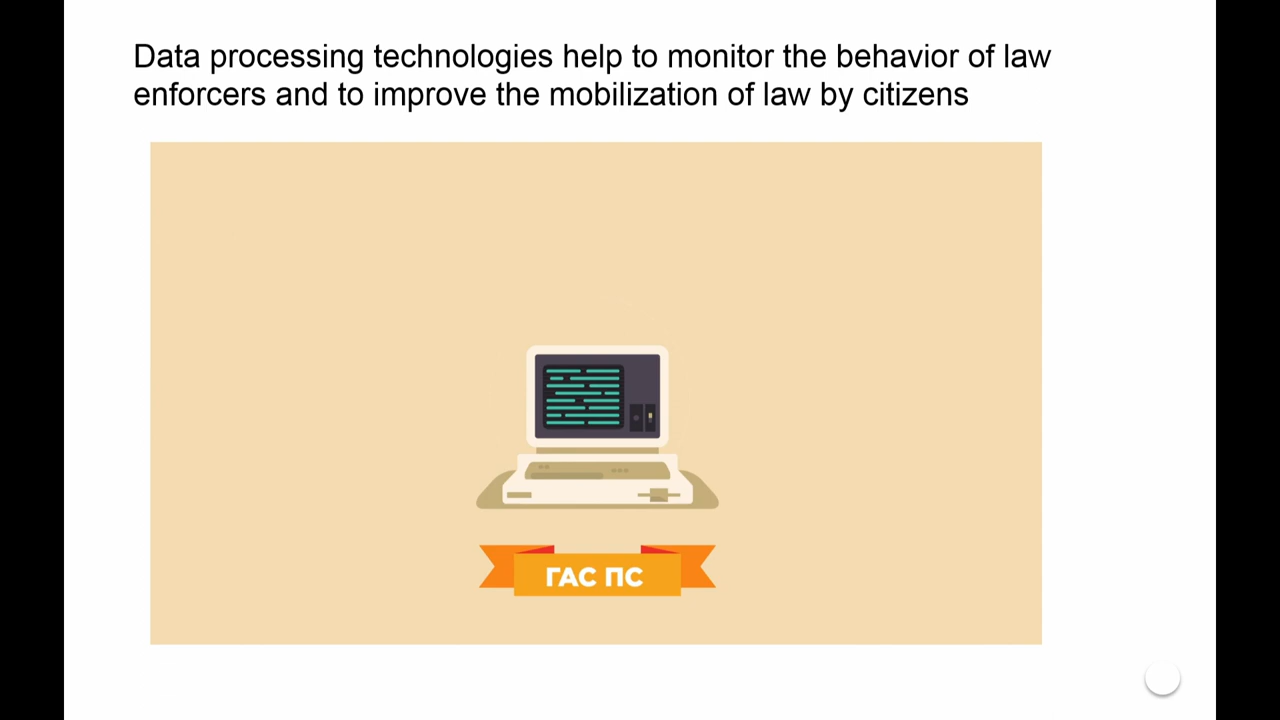 Data processing technologies help to monitor the behavior of law
enforcers and to improve the mobilization of law by citizens
ГАС ПС